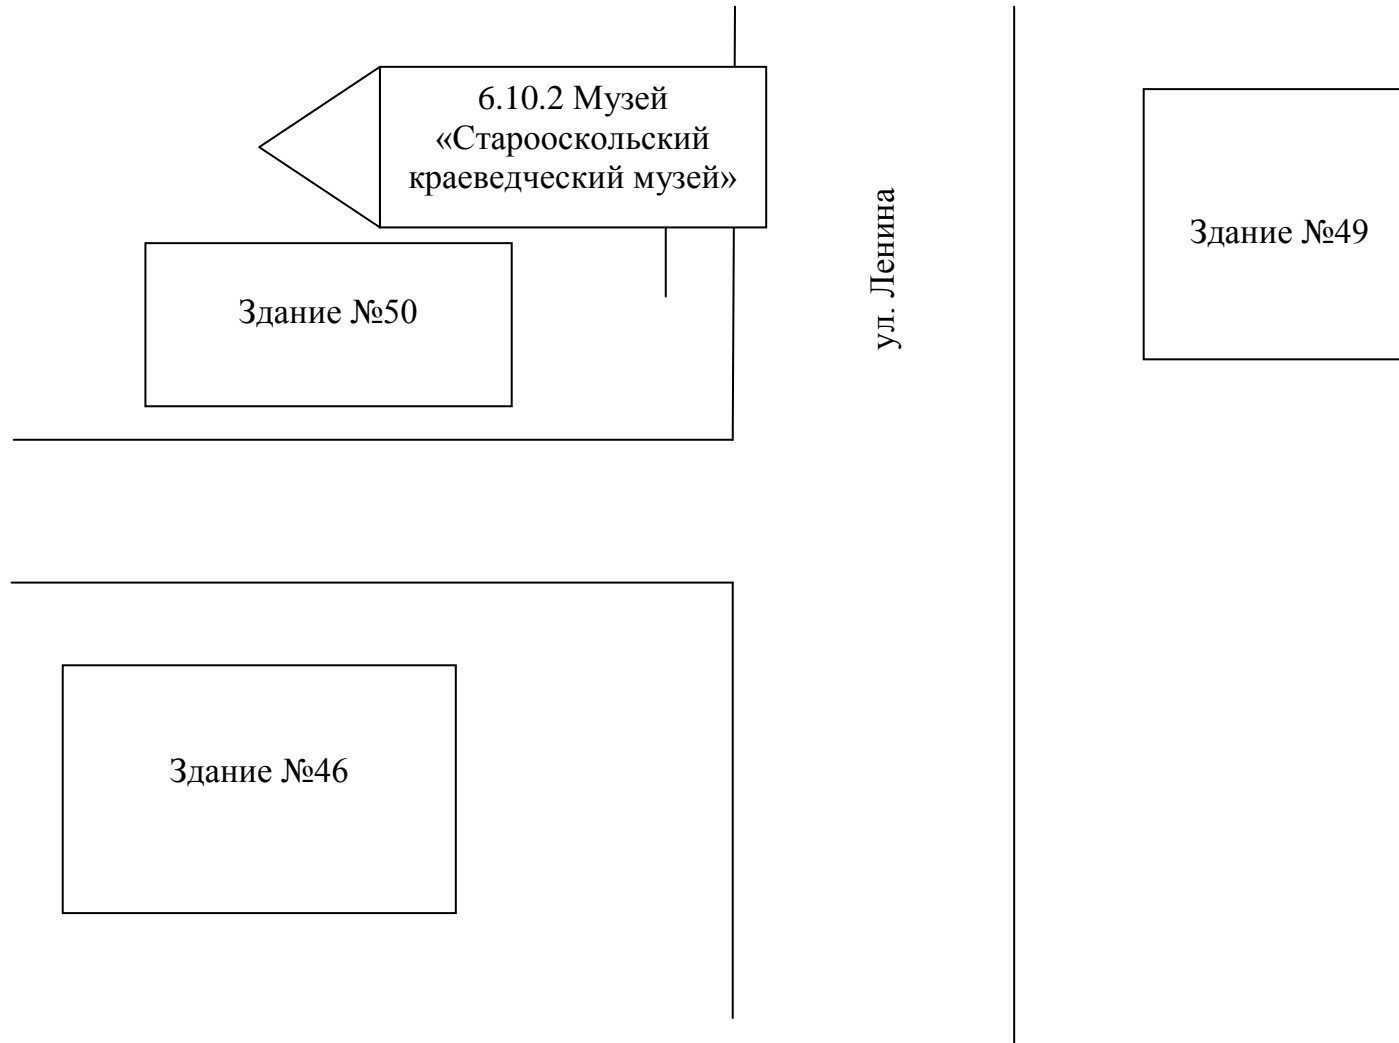 6.10.2 Музей
«Старооскольский
краеведческий музей»
ул. Ленина
Здание №49
Здание №50
Здание №46